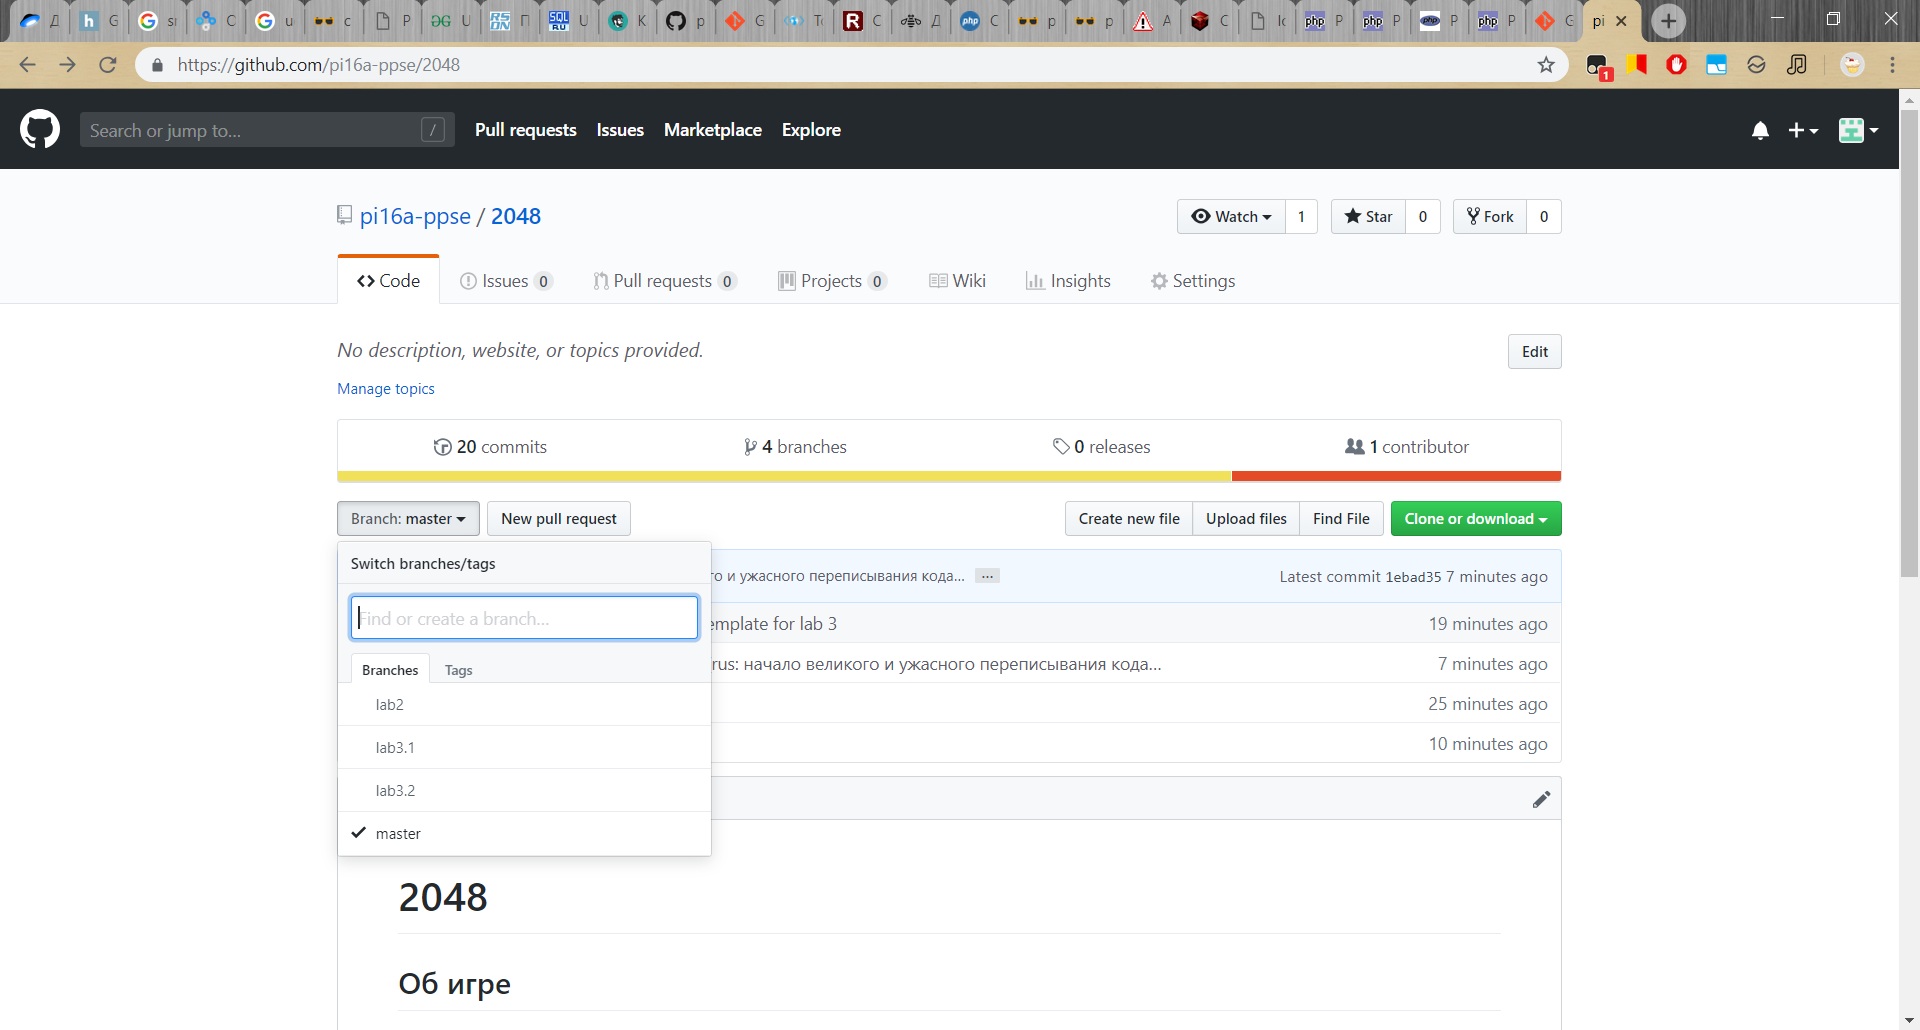 https://github.com/pi16a-ppse/2048
1
Search or jump to... /
Pull requests Issues Marketplace Explore
pi16a-ppse / 2048
Watch 1 Star 0 Fork 0
Code Issues 0 Pull requests 0 Projects 0 Wiki Insights Settings
No description, website, or topics provided.
Edit
Manage topics
20 commits 4 branches 0 releases 1 contributor
Branch: master New pull request Create new file Upload files Find File Clone or download
Switch branches/tags
и ужасного переписывания кода... ...
Latest commit 1ebad35 7 minutes ago
Find or create a branch...
for lab 3
19 minutes ago
начало великого и ужасного переписывания кода...
7 minutes ago
Branches Tags
lab2
25 minutes ago
lab3.1
10 minutes ago
lab3.2
master
2048
Об игре